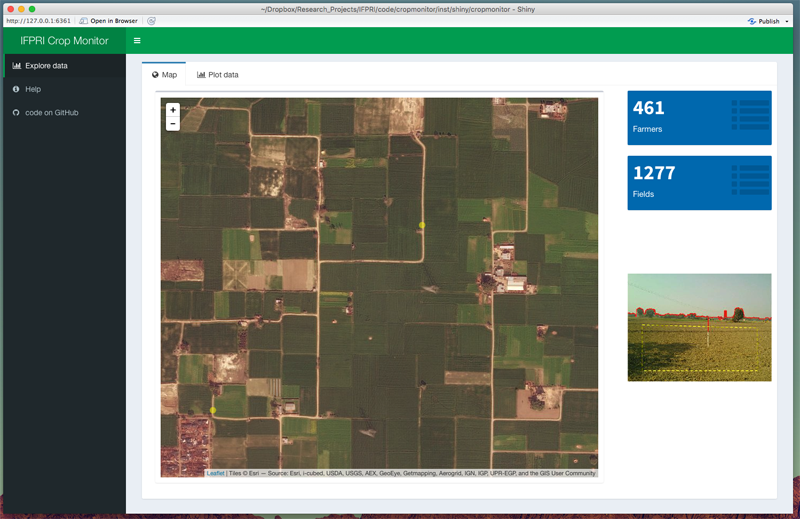 ~/Dropbox/Research_Projects/IFPRI/code/cropmonitor/inst/shiny/cropmonitor - Shiny
http://127.0.0.1:6361 Open in Browser Publish
IFPRI Crop Monitor
Explore data
Help
code on GitHub
Map Plot data
+
−
461
Farmers
1277
Fields
Leaflet | Tiles © Esri — Source: Esri, i-cubed, USDA, USGS, AEX, GeoEye, Getmapping, Aerogrid, IGN, IGP, UPR-EGP, and the GIS User Community